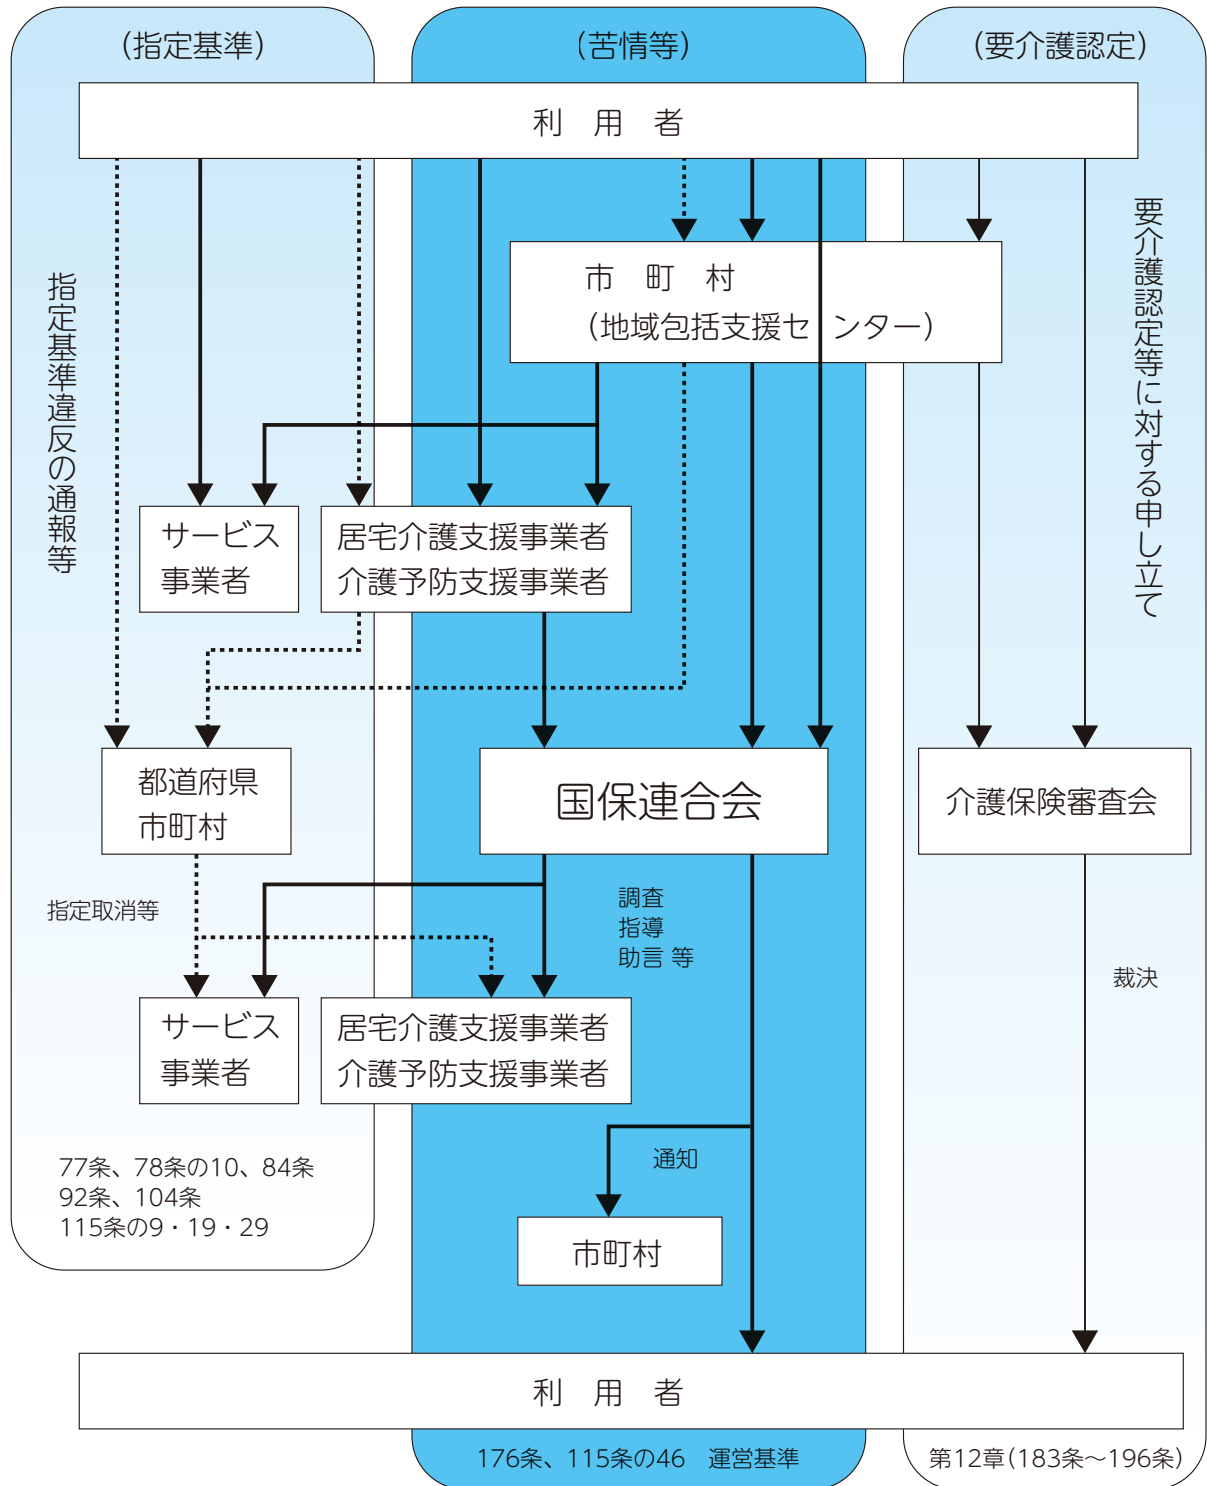 (指定基準)
(苦情等)
(要介護認定)
利 用 者
指定基準違反の通報等
要介護認定等に対する申し立て
市 町 村
(地域包括支援センター)
サービス
事業者
居宅介護支援事業者
介護予防支援事業者
都道府県
市町村
国保連合会
介護保険審査会
指定取消等
調査
指導
助言 等
裁決
サービス
事業者
居宅介護支援事業者
介護予防支援事業者
通知
市町村
77条、78条の10、84条
92条、104条
115条の9・19・29
利 用 者
176条、115条の46 運営基準
第12章(183条~196条)